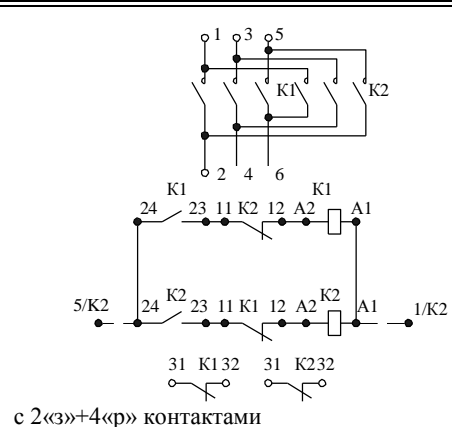 1 3 5
К1 К2
2 4 6
К1 К1
24 23 11 К2 12 А2 А1
К2 К2
5/К2 24 23 11 К1 12 А2 А1 1/К2
31 К1 32 31 К2 32
с 2«з»+4«р» контактами